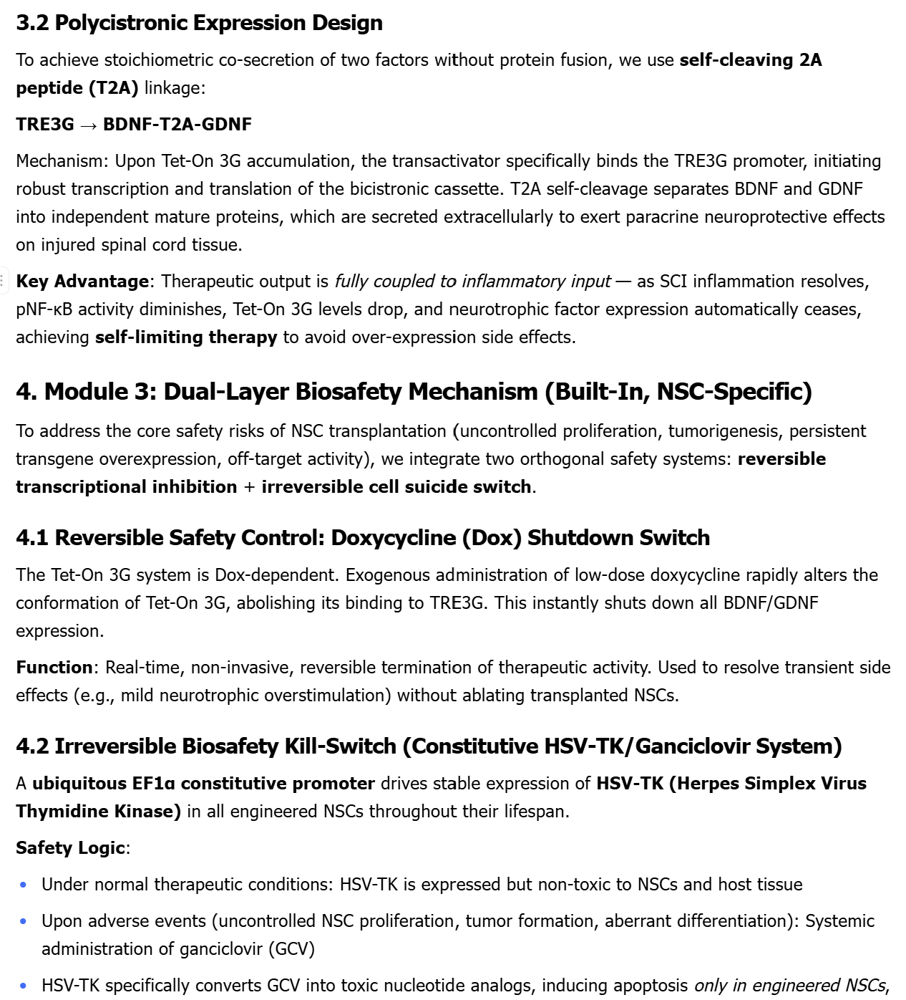 3.2 Polycistronic Expression Design
To achieve stoichiometric co-secretion of two factors without protein fusion, we use self-cleaving 2A
peptide (T2A) linkage:
TRE3G → BDNF-T2A-GDNF
Mechanism: Upon Tet-On 3G accumulation, the transactivator specifically binds the TRE3G promoter, initiating
robust transcription and translation of the bicistronic cassette. T2A self-cleavage separates BDNF and GDNF
into independent mature proteins, which are secreted extracellularly to exert paracrine neuroprotective effects
on injured spinal cord tissue.
Key Advantage: Therapeutic output is fully coupled to inflammatory input — as SCI inflammation resolves,
pNF-κB activity diminishes, Tet-On 3G levels drop, and neurotrophic factor expression automatically ceases,
achieving self-limiting therapy to avoid over-expression side effects.
4. Module 3: Dual-Layer Biosafety Mechanism (Built-In, NSC-Specific)
To address the core safety risks of NSC transplantation (uncontrolled proliferation, tumorigenesis, persistent
transgene overexpression, off-target activity), we integrate two orthogonal safety systems: reversible
transcriptional inhibition + irreversible cell suicide switch.
4.1 Reversible Safety Control: Doxycycline (Dox) Shutdown Switch
The Tet-On 3G system is Dox-dependent. Exogenous administration of low-dose doxycycline rapidly alters the
conformation of Tet-On 3G, abolishing its binding to TRE3G. This instantly shuts down all BDNF/GDNF
expression.
Function: Real-time, non-invasive, reversible termination of therapeutic activity. Used to resolve transient side
effects (e.g., mild neurotrophic overstimulation) without ablating transplanted NSCs.
4.2 Irreversible Biosafety Kill-Switch (Constitutive HSV-TK/Ganciclovir System)
A ubiquitous EF1α constitutive promoter drives stable expression of HSV-TK (Herpes Simplex Virus
Thymidine Kinase) in all engineered NSCs throughout their lifespan.
Safety Logic:
• Under normal therapeutic conditions: HSV-TK is expressed but non-toxic to NSCs and host tissue
• Upon adverse events (uncontrolled NSC proliferation, tumor formation, aberrant differentiation): Systemic
administration of ganciclovir (GCV)
• HSV-TK specifically converts GCV into toxic nucleotide analogs, inducing apoptosis only in engineered NSCs,